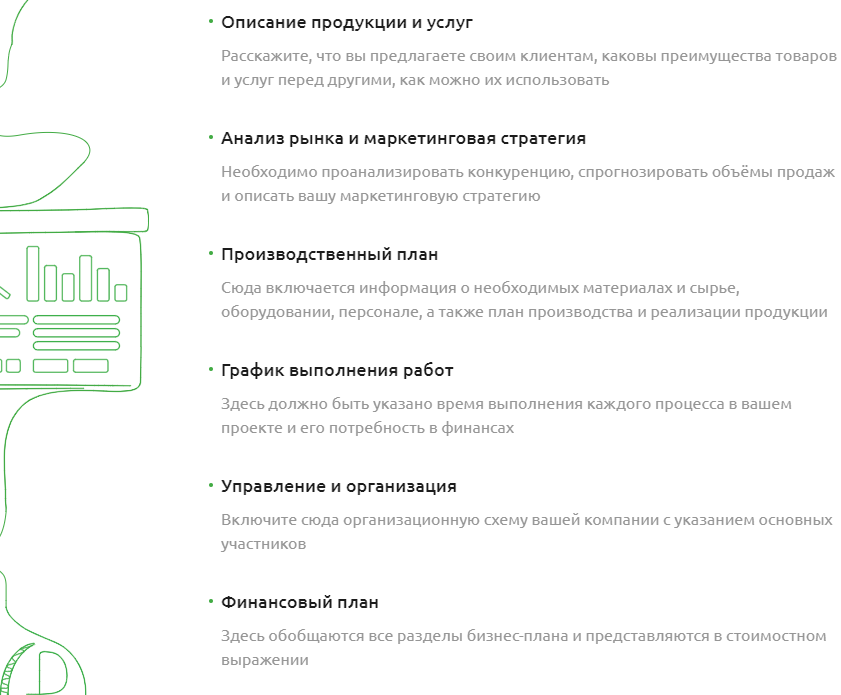 • Описание продукции и услуг
Расскажите, что вы предлагаете своим клиентам, каковы преимущества товаров
и услуг перед другими, как можно их использовать
• Анализ рынка и маркетинговая стратегия
Необходимо проанализировать конкуренцию, спрогнозировать объёмы продаж
и описать вашу маркетинговую стратегию
• Производственный план
Сюда включается информация о необходимых материалах и сырье,
оборудовании, персонале, а также план производства и реализации продукции
• График выполнения работ
Здесь должно быть указано время выполнения каждого процесса в вашем
проекте и его потребность в финансах
• Управление и организация
Включите сюда организационную схему вашей компании с указанием основных
участников
• Финансовый план
Здесь обобщаются все разделы бизнес-плана и представляются в стоимостном
выражении